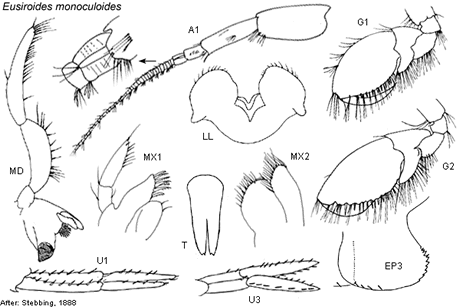 Eusiroides monoculoides
A1
G1
LL
MD
MX1
MX2
G2
T
U1
EP3
U3
After: Stebbing, 1888